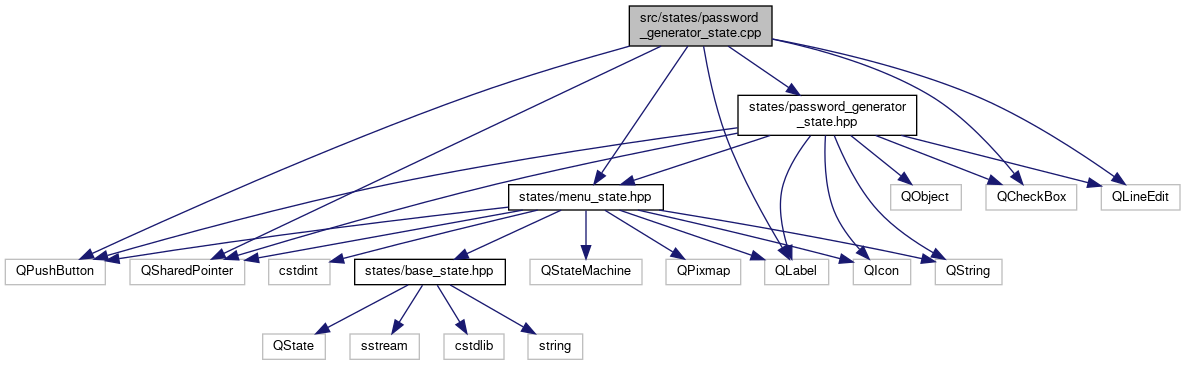 src/states/password
_generator_state.cpp
states/password_generator
_state.hpp
states/menu_state.hpp
QObject
QCheckBox
QLineEdit
QPushButton
QSharedPointer
cstdint
states/base_state.hpp
QStateMachine
QPixmap
QLabel
QIcon
QString
QState
sstream
cstdlib
string